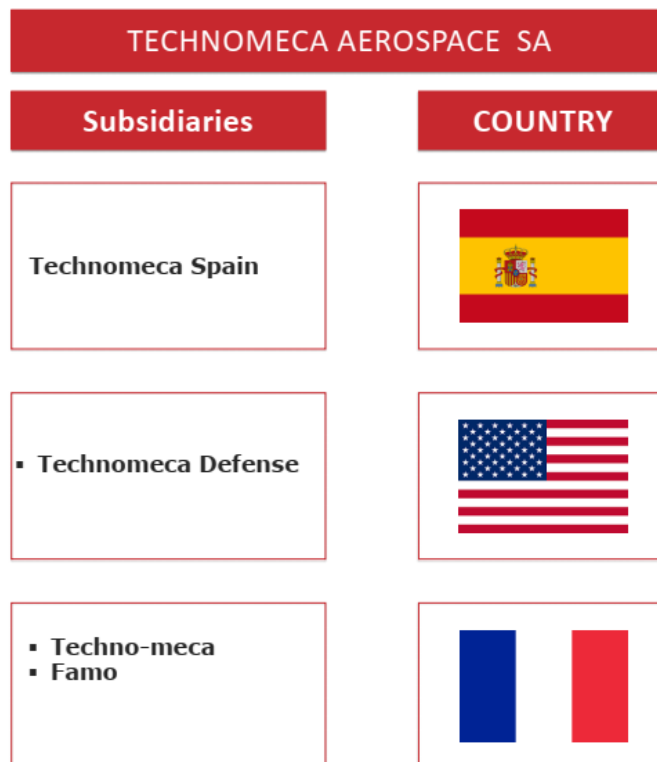 TECHNOMECA AEROSPACE SA
Subsidiaries
COUNTRY
Technomeca Spain
▪ Technomeca Defense
▪ Techno-meca
▪ Famo